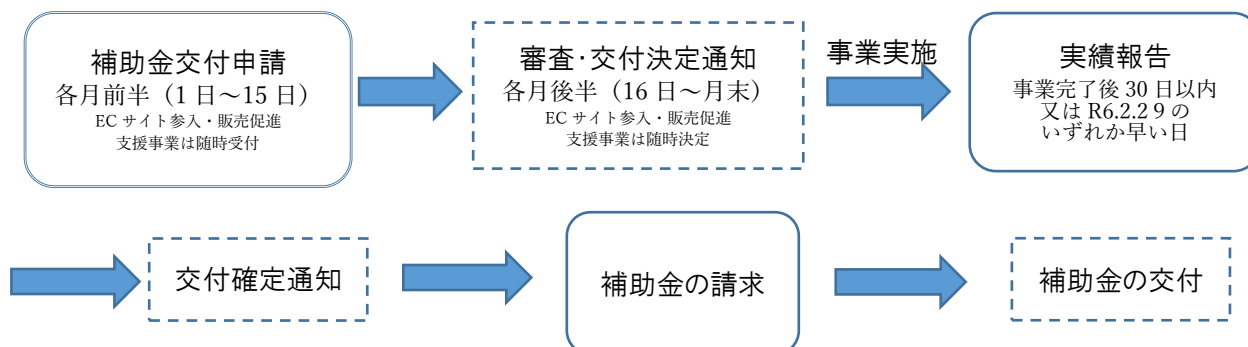 補助金交付申請
各月前半（1日～15日）
ECサイト参入・販売促進
支援事業は随時受付
審査・交付決定通知
各月後半（16日～月末）
ECサイト参入・販売促進
支援事業は随時決定
事業実施
実績報告
事業完了後30日以内
又はR6.2.2９の
いずれか早い日
交付確定通知
補助金の請求
補助金の交付